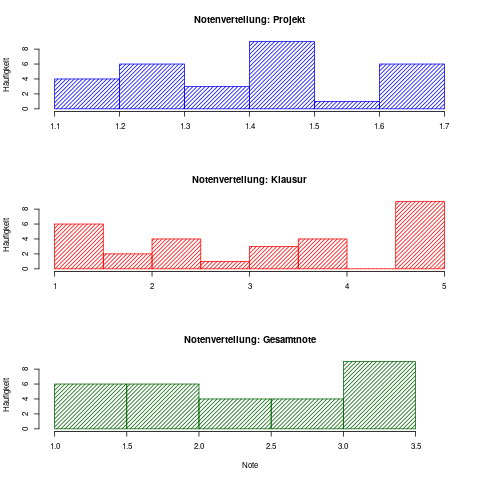 Notenverteilung: Projekt
Häufigkeit
0 2 4 6 8
1.1 1.2 1.3 1.4 1.5 1.6 1.7
Notenverteilung: Klausur
Häufigkeit
0 2 4 6 8
1 2 3 4 5
Notenverteilung: Gesamtnote
Häufigkeit
0 2 4 6 8
1.0 1.5 2.0 2.5 3.0 3.5
Note